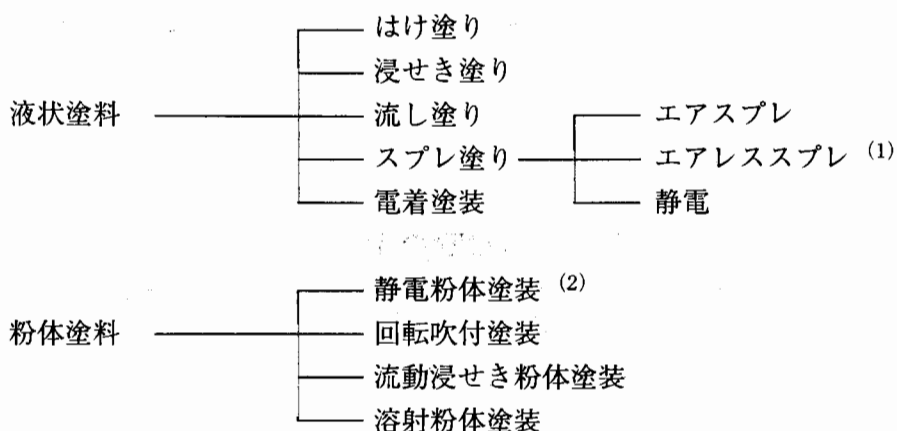 はけ塗り
浸せき塗り
液状塗料 流し塗り エアスプレ
スプレ塗り エアレススプレ (1)
電着塗装 静電
静電粉体塗装 (2)
粉体塗料 回転吹付塗装
流動浸せき粉体塗装
溶射粉体塗装